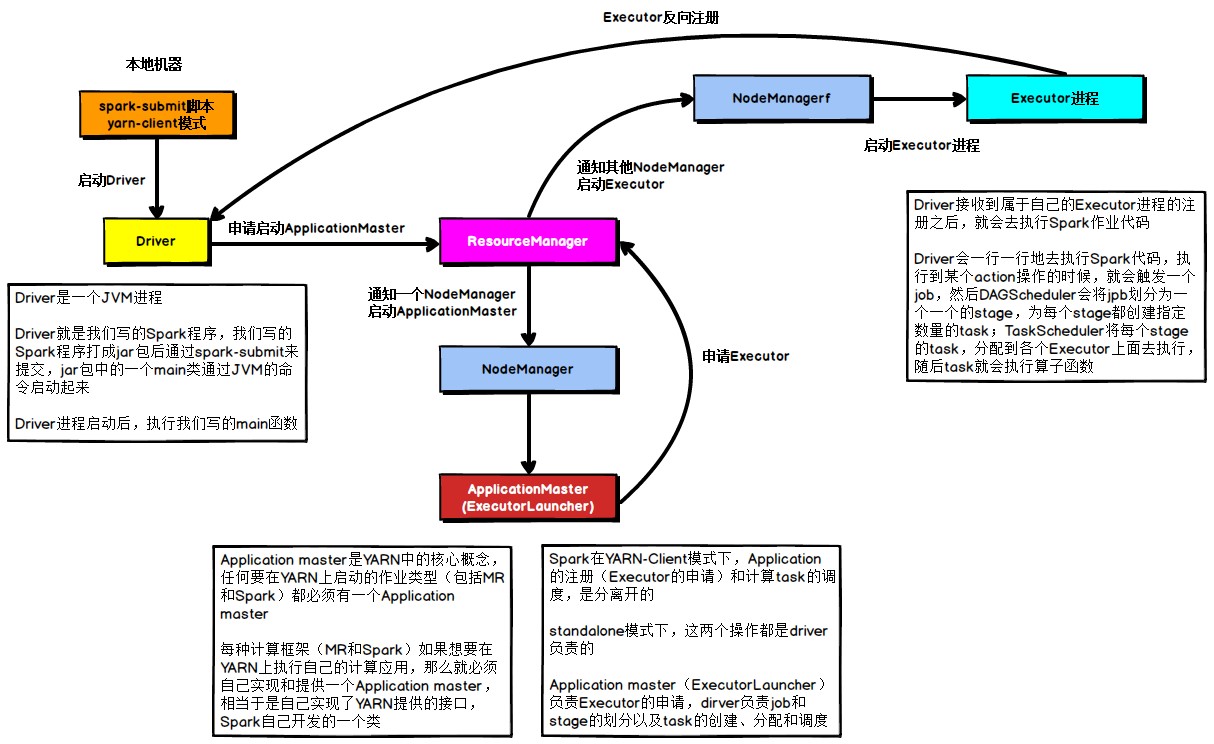 Executor反向注册
本地机器
spark-submit脚本
yarn-client模式
NodeManagerf
Executor进程
启动Executor进程
通知其他NodeManager
启动Executor
启动Driver
Driver
申请启动ApplicationMaster
ResourceManager
Driver接收到属于自己的Executor进程的注
册之后，就会去执行Spark作业代码
Driver会一行一行地去执行Spark代码，执
行到某个action操作的时候，就会触发一个
job，然后DAGScheduler会将jpb划分为一
个一个的stage，为每个stage都创建指定
数量的task；TaskScheduler将每个stage
的task，分配到各个Executor上面去执行，
随后task就会执行算子函数
Driver是一个JVM进程
Driver就是我们写的Spark程序，我们写的
Spark程序打成jar包后通过spark-submit来
提交，jar包中的一个main类通过JVM的命
令启动起来
Driver进程启动后，执行我们写的main函数
通知一个NodeManager
启动ApplicationMaster
申请Executor
NodeManager
ApplicationMaster
(ExecutorLauncher)
Application master是YARN中的核心概念，
任何要在YARN上启动的作业类型（包括MR
和Spark）都必须有一个Application
master
每种计算框架（MR和Spark）如果想要在
YARN上执行自己的计算应用，那么就必须
自己实现和提供一个Application master，
相当于是自己实现了YARN提供的接口，
Spark自己开发的一个类
Spark在YARN-Client模式下，Application
的注册（Executor的申请）和计算task的调
度，是分离开的
standalone模式下，这两个操作都是driver
负责的
Application master（ExecutorLauncher）
负责Executor的申请，dirver负责job和
stage的划分以及task的创建、分配和调度